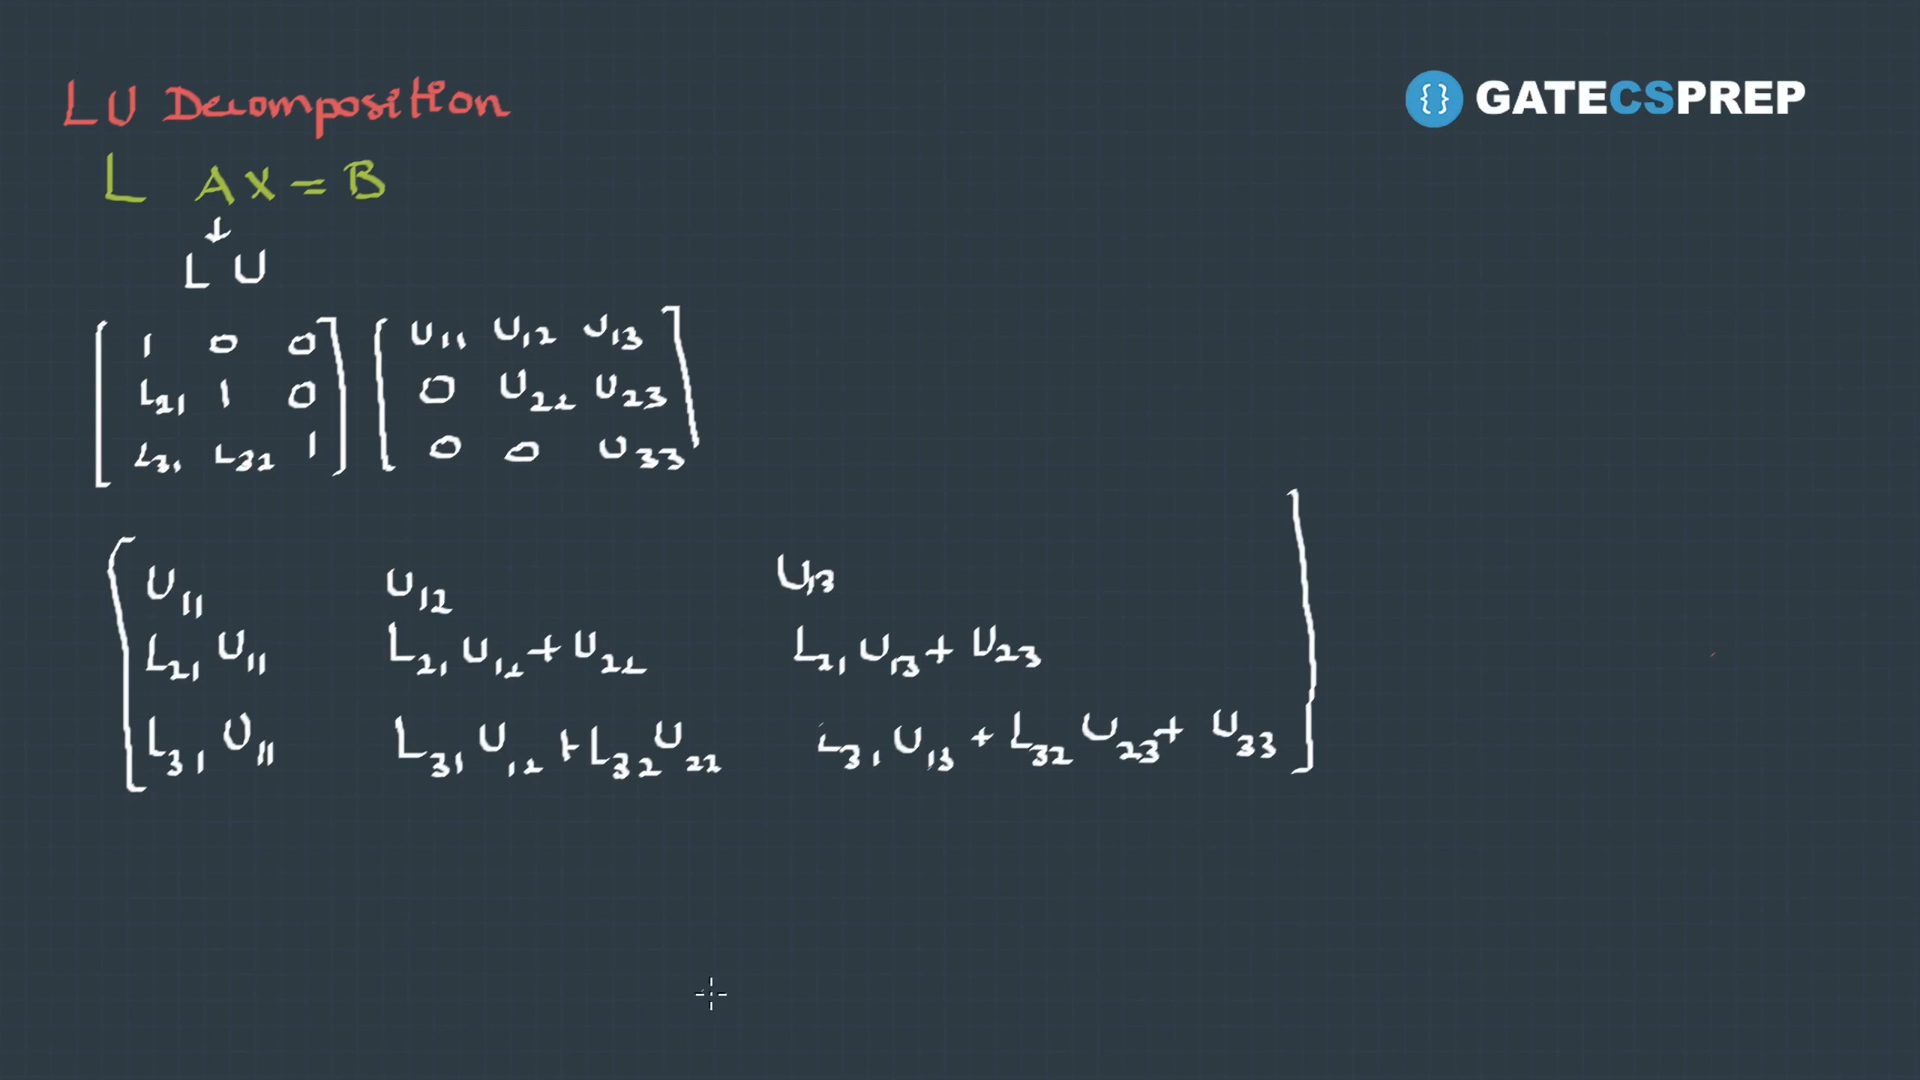 LU Decomposition
{} GATECSPREP
L AX = B
↓
L U
[ 1 0 0 ] [ U11 U12 U13 ]
[ L21 1 0 ] [ 0 U22 U23 ]
[ L31 L32 1 ] [ 0 0 U33 ]
[ U11 U12 U13 ]
[ L21 U11 L21 U12 + U22 L21 U13 + U23 ]
[ L31 U11 L31 U12 + L32 U22 L31 U13 + L32 U23 + U33 ]